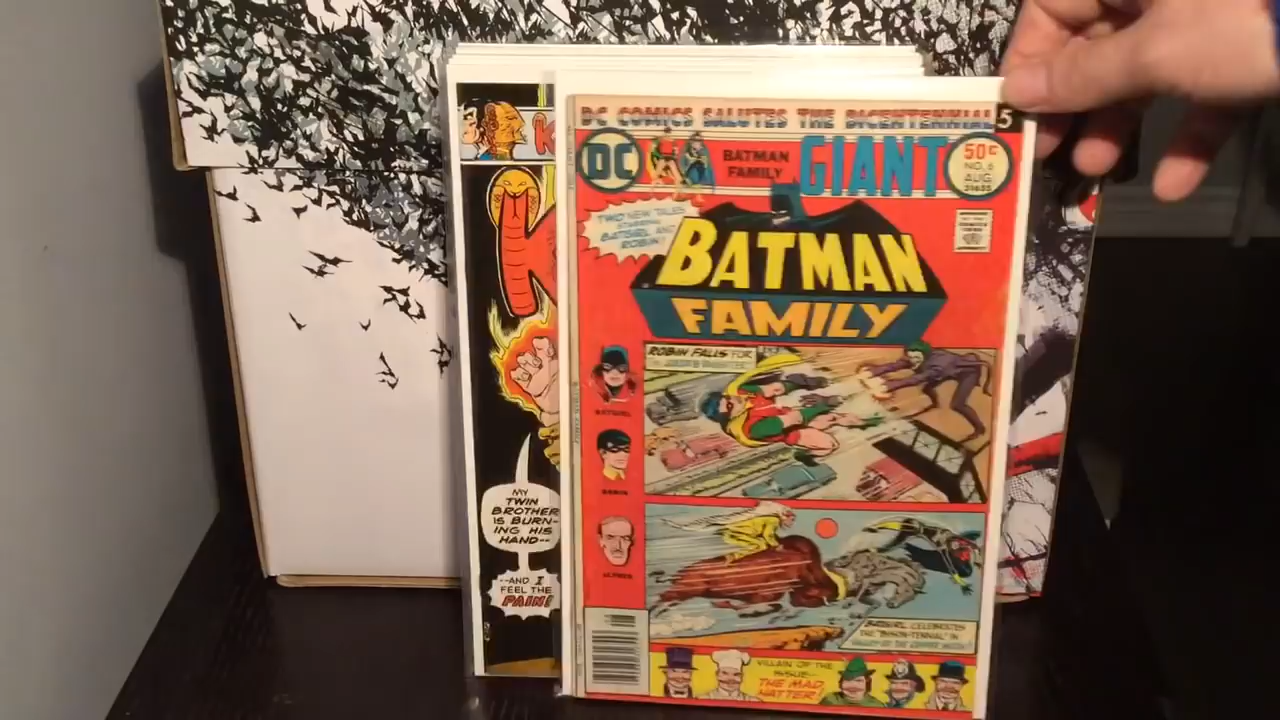 DC COMICS SALUTES THE BICENTENNIAL
5
DC
BATMAN
FAMILY
GIANT
50¢
NO. 6
AUG.
31633
TWO NEW TALES
STARRING
BATGIRL AND
ROBIN!
BATMAN
FAMILY
ROBIN FALLS FOR
BATGIRL
ROBIN
ALFRED
BATGIRL CELEBRATES
THE "BISON-TENNIAL" IN
VILLAIN OF THE
ISSUE--
THE MAD
HATTER!
K
MY
TWIN
BROTHER
IS BURN-
ING HIS
HAND--
--AND I
FEEL THE
PAIN!